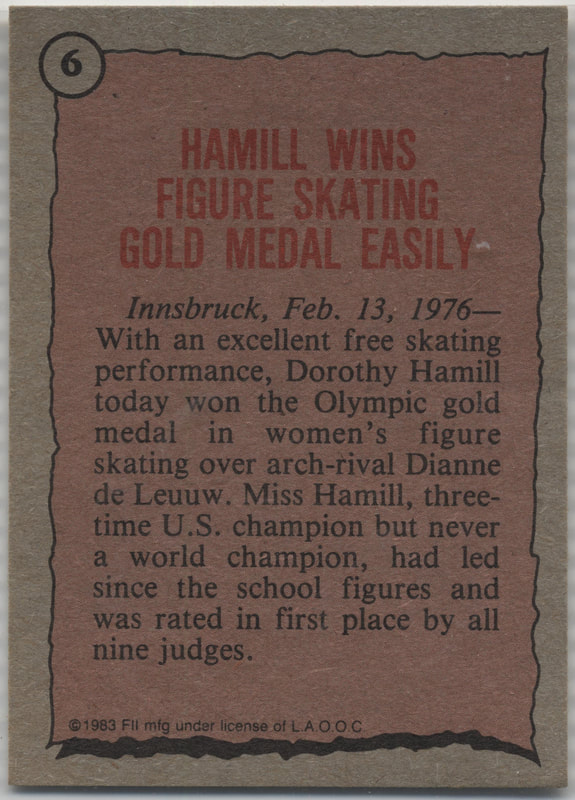 6
HAMILL WINS
FIGURE SKATING
GOLD MEDAL EASILY
Innsbruck, Feb. 13, 1976—
With an excellent free skating
performance, Dorothy Hamill
today won the Olympic gold
medal in women's figure
skating over arch-rival Dianne
de Leuuw. Miss Hamill, three-
time U.S. champion but never
a world champion, had led
since the school figures and
was rated in first place by all
nine judges.
©1983 FII mfg under license of L.A.O.O.C